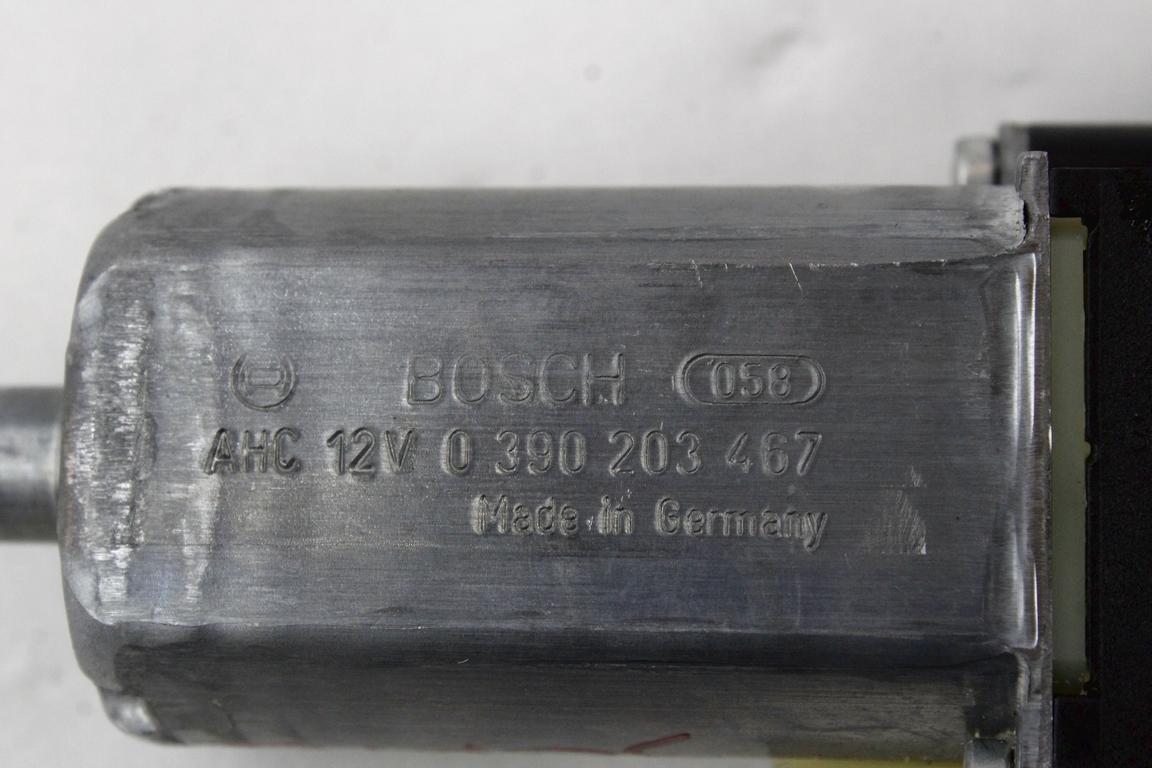 BOSCH 058
AHC 12V 0 390 203 467
Made in Germany